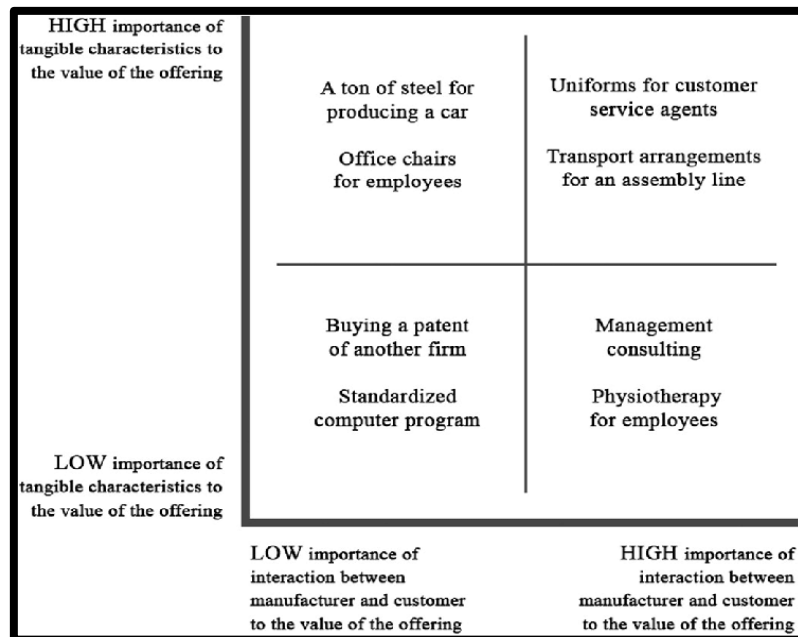 HIGH importance of
tangible characteristics to
the value of the offering
A ton of steel for
producing a car
Office chairs
for employees
Uniforms for customer
service agents
Transport arrangements
for an assembly line
Buying a patent
of another firm
Standardized
computer program
Management
consulting
Physiotherapy
for employees
LOW importance of
tangible characteristics to
the value of the offering
LOW importance of
interaction between
manufacturer and customer
to the value of the offering
HIGH importance of
interaction between
manufacturer and customer
to the value of the offering